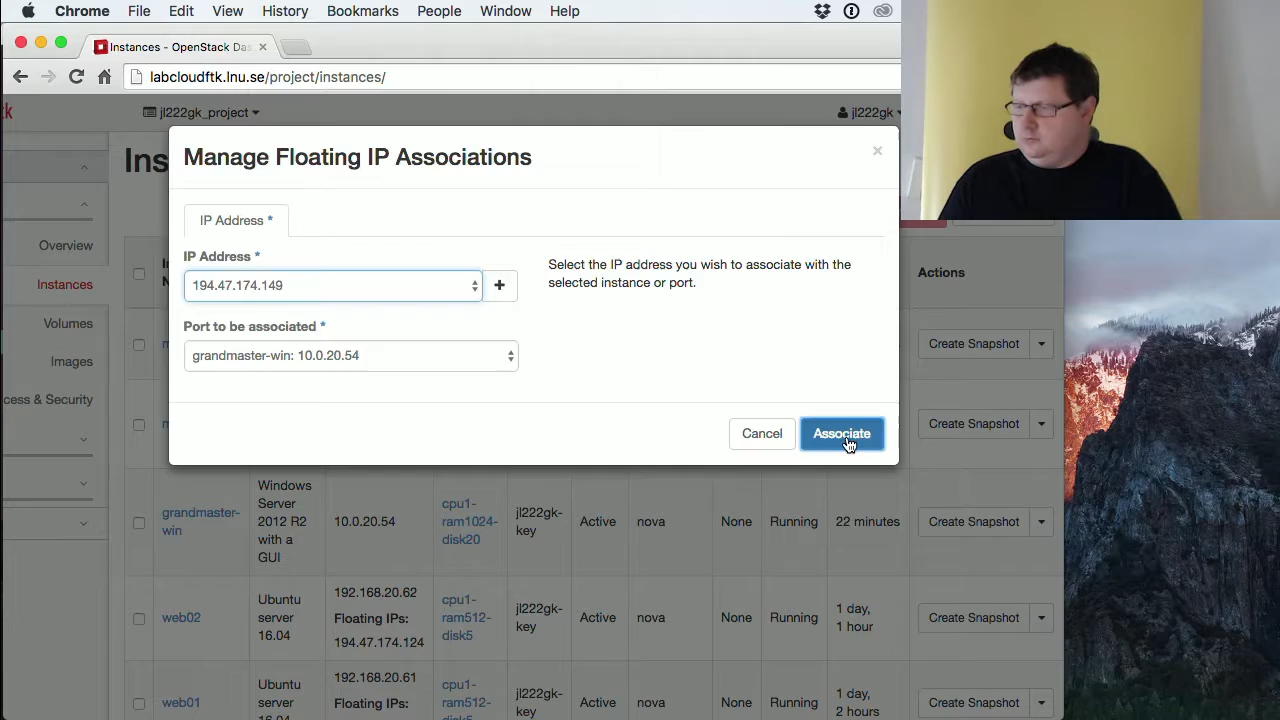 Chrome File Edit View History Bookmarks People Window Help
Instances - OpenStack Das
labcloudftk.lnu.se/project/instances/
jl222gk_project
jl222gk
Manage Floating IP Associations
IP Address *
IP Address *
194.47.174.149
Select the IP address you wish to associate with the
selected instance or port.
Port to be associated *
grandmaster-win: 10.0.20.54
Cancel
Associate
Ins
Overview
Instances
Volumes
Images
cess & Security
Actions
Create Snapshot
Create Snapshot
grandmaster-
win
Windows
Server
2012 R2
with a
GUI
10.0.20.54
cpu1-
ram1024-
disk20
jl222gk-
key
Active
nova
None
Running
22 minutes
Create Snapshot
web02
Ubuntu
server
16.04
192.168.20.62
Floating IPs:
194.47.174.124
cpu1-
ram512-
disk5
jl222gk-
key
Active
nova
None
Running
1 day,
1 hour
Create Snapshot
web01
Ubuntu
server
16.04
192.168.20.61
Floating IPs:
cpu1-
ram512-
disk5
jl222gk-
key
Active
nova
None
Running
1 day,
2 hours
Create Snapshot